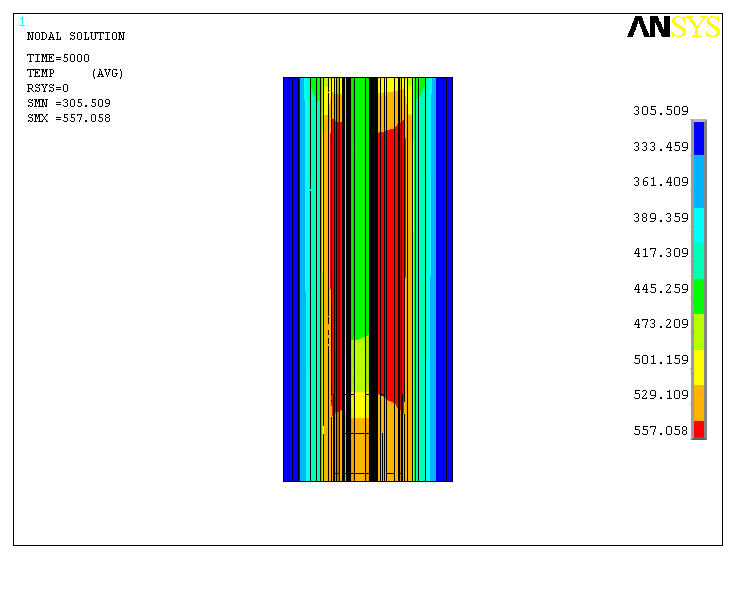 1
NODAL SOLUTION
ANSYS
TIME=5000
TEMP (AVG)
RSYS=0
SMN =305.509
SMX =557.058
305.509
333.459
361.409
389.359
417.309
445.259
473.209
501.159
529.109
557.058